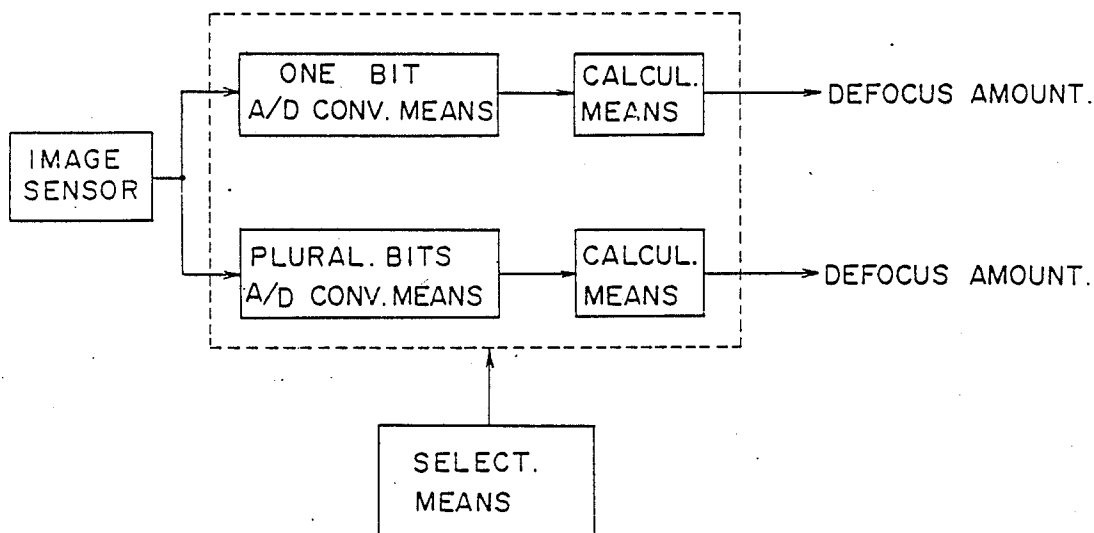 ONE BIT
A/D CONV. MEANS
CALCUL.
MEANS
DEFOCUS AMOUNT.
IMAGE
SENSOR
PLURAL. BITS
A/D CONV. MEANS
CALCUL.
MEANS
DEFOCUS AMOUNT.
SELECT.
MEANS